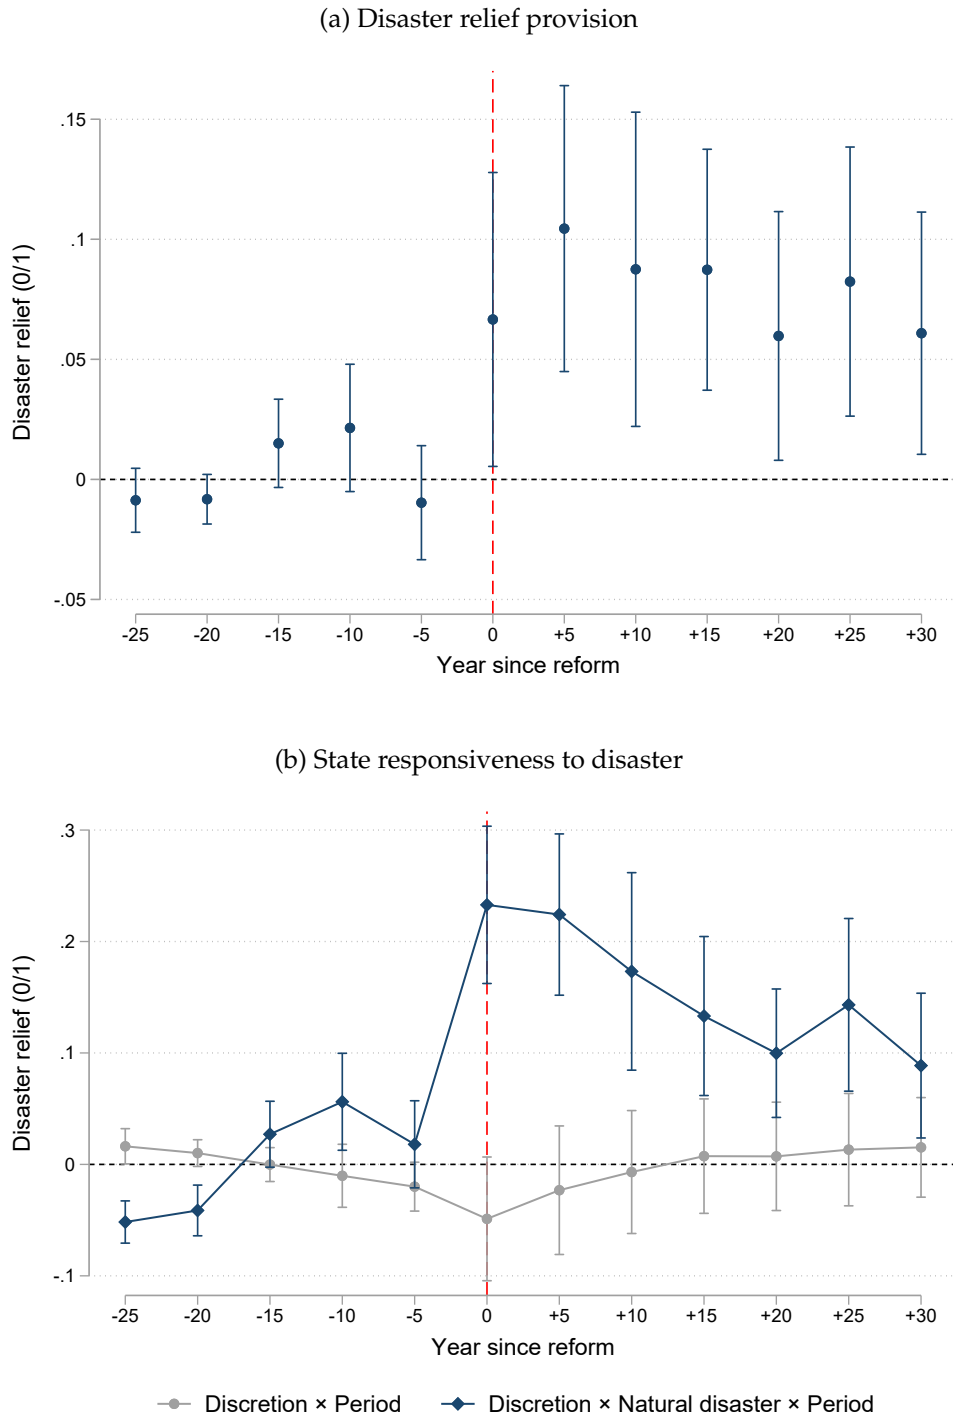 (a) Disaster relief provision
Disaster relief (0/1)
.15
.1
.05
0
-.05
-25 -20 -15 -10 -5 0 +5 +10 +15 +20 +25 +30
Year since reform
(b) State responsiveness to disaster
Disaster relief (0/1)
.3
.2
.1
0
-.1
-25 -20 -15 -10 -5 0 +5 +10 +15 +20 +25 +30
Year since reform
Discretion × Period Discretion × Natural disaster × Period